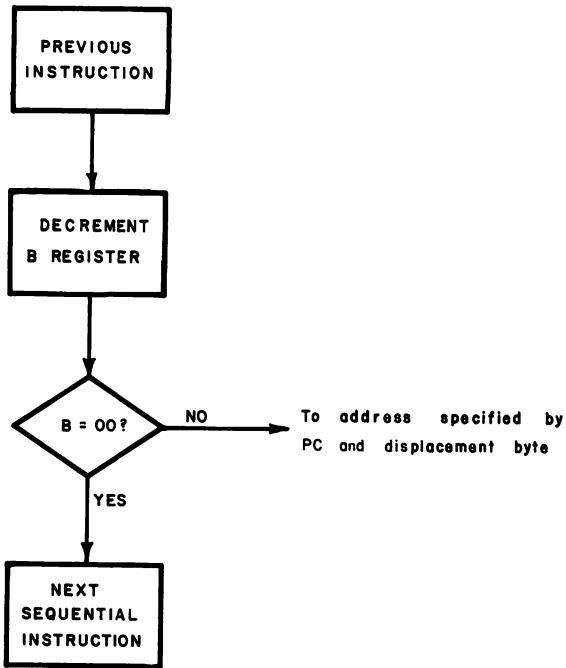 PREVIOUS
INSTRUCTION
DECREMENT
B REGISTER
B = 00?
NO
To address specified by
PC and displacement byte
YES
NEXT
SEQUENTIAL
INSTRUCTION